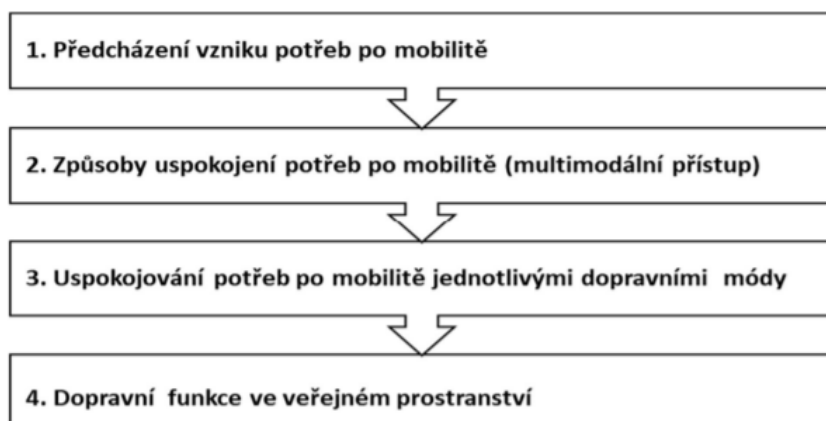 1. Předcházení vzniku potřeb po mobilitě
2. Způsoby uspokojení potřeb po mobilitě (multimodální přístup)
3. Uspokojování potřeb po mobilitě jednotlivými dopravními módy
4. Dopravní funkce ve veřejném prostranství